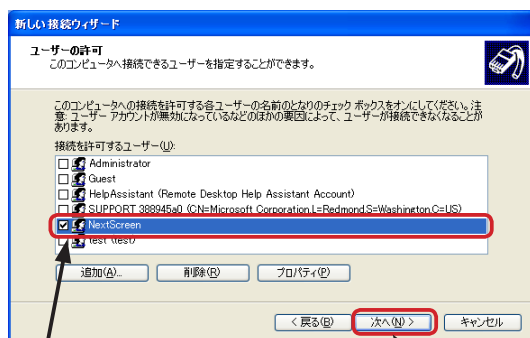 新しい接続ウィザード
ユーザーの許可
このコンピュータへ接続できるユーザーを指定することができます。
このコンピュータへの接続を許可する各ユーザーの名前のとなりのチェック ボックスをオンにしてください。注
意: ユーザー アカウントが無効になっているなどのほかの要因によって、ユーザーが接続できなくなることが
あります。
接続を許可するユーザー(U):
Administrator
Guest
HelpAssistant (Remote Desktop Help Assistant Account)
SUPPORT_388945a0 (CN=Microsoft Corporation,L=Redmond,S=Washington,C=US)
NextScreen
test (test)
追加(A)... 削除(R) プロパティ(P)
< 戻る(B) 次へ(N) > キャンセル